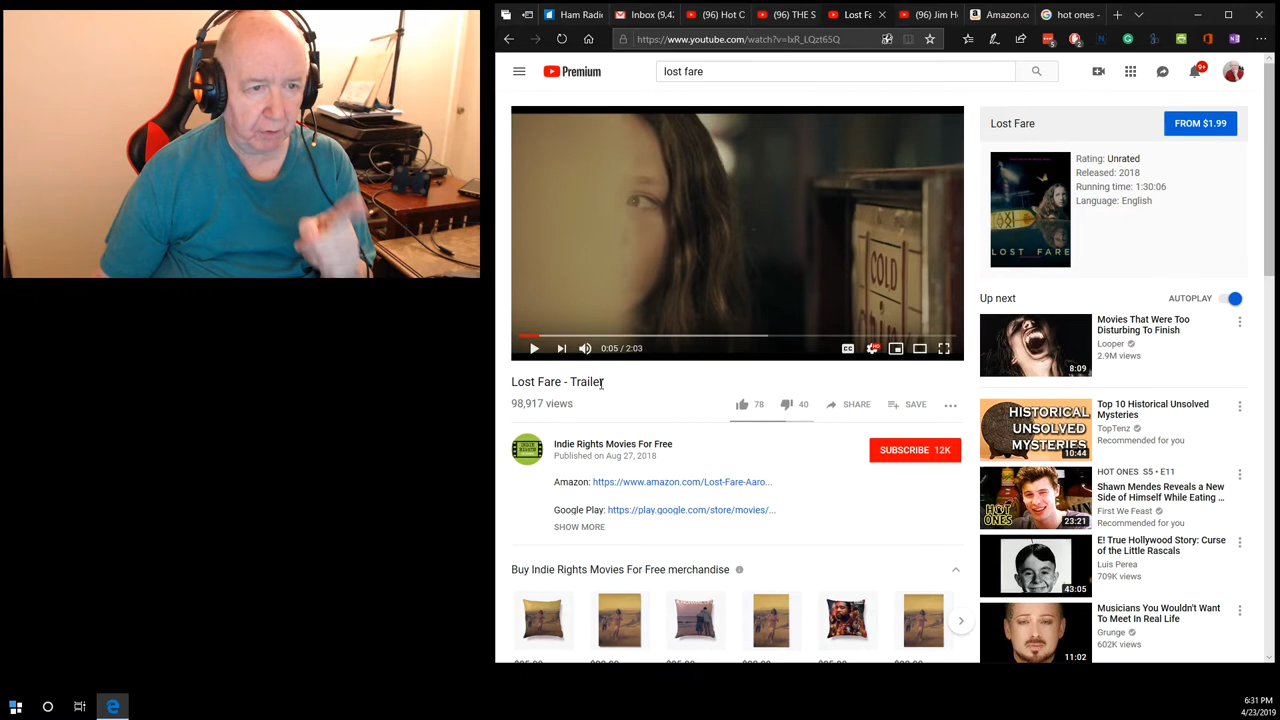 Ham Radi
Inbox (9,4
(96) Hot C
(96) THE S
Lost Fa
(96) Jim H
Amazon.c
hot ones -
https://www.youtube.com/watch?v=IxR_LQzt65Q
Premium
lost fare
9+
COLD
0:05 / 2:03
CC
HD
Lost Fare - Trailer
98,917 views
78
40
SHARE
SAVE
Indie Rights Movies For Free
Published on Aug 27, 2018
SUBSCRIBE 12K
Amazon: https://www.amazon.com/Lost-Fare-Aaro...
Google Play: https://play.google.com/store/movies/...
SHOW MORE
Buy Indie Rights Movies For Free merchandise
Lost Fare
FROM $1.99
LOST FARE
Rating: Unrated
Released: 2018
Running time: 1:30:06
Language: English
Up next
AUTOPLAY
8:09
Movies That Were Too
Disturbing To Finish
Looper
2.9M views
HISTORICAL
UNSOLVED
MYSTERIES
10:44
Top 10 Historical Unsolved
Mysteries
TopTenz
Recommended for you
HOT ONES
23:21
HOT ONES S5 • E11
Shawn Mendes Reveals a New
Side of Himself While Eating ...
First We Feast
Recommended for you
43:05
E! True Hollywood Story: Curse
of the Little Rascals
Luis Perea
709K views
11:02
Musicians You Wouldn't Want
To Meet In Real Life
Grunge
602K views
6:31 PM
4/23/2019